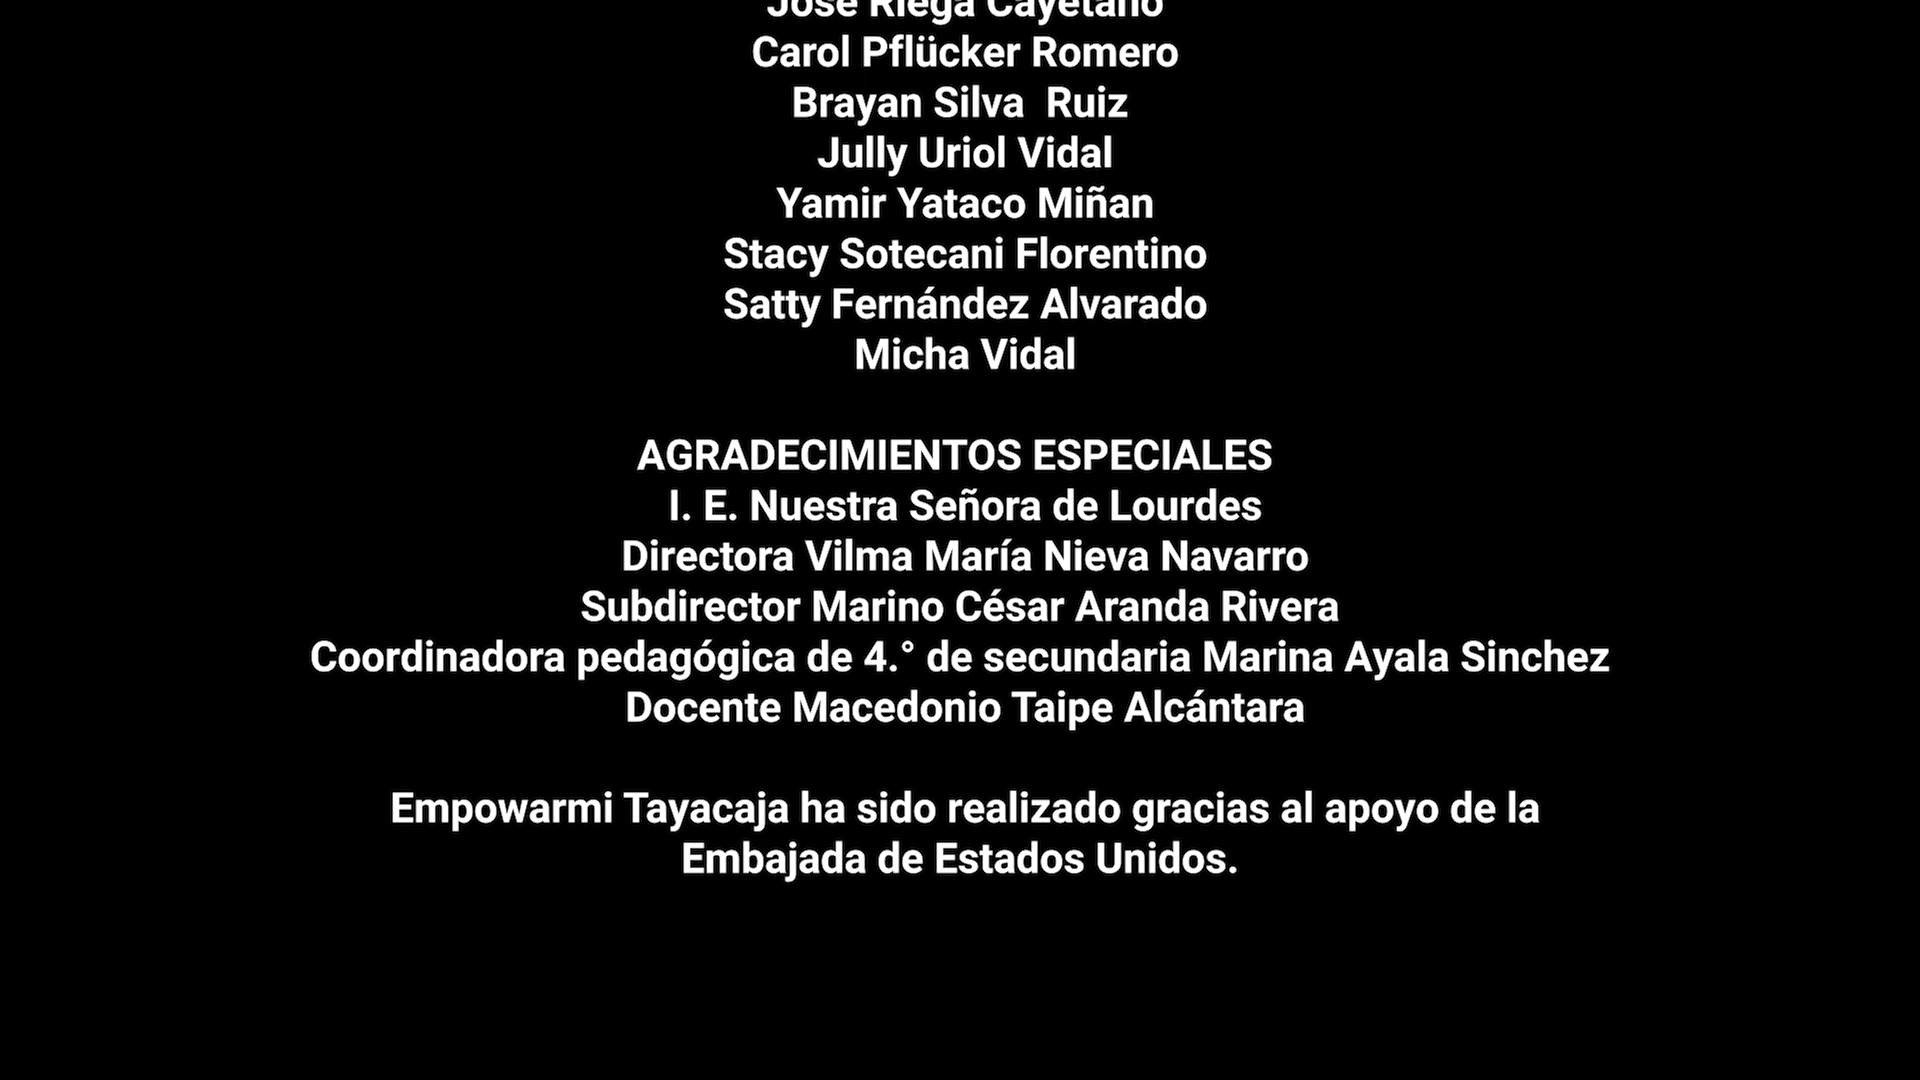 José Riega Cayetano
Carol Pflücker Romero
Brayan Silva  Ruiz
Jully Uriol Vidal
Yamir Yataco Miñan
Stacy Sotecani Florentino
Satty Fernández Alvarado
Micha Vidal
AGRADECIMIENTOS ESPECIALES
I. E. Nuestra Señora de Lourdes
Directora Vilma María Nieva Navarro
Subdirector Marino César Aranda Rivera
Coordinadora pedagógica de 4.° de secundaria Marina Ayala Sinchez
Docente Macedonio Taipe Alcántara
Empowarmi Tayacaja ha sido realizado gracias al apoyo de la
Embajada de Estados Unidos.